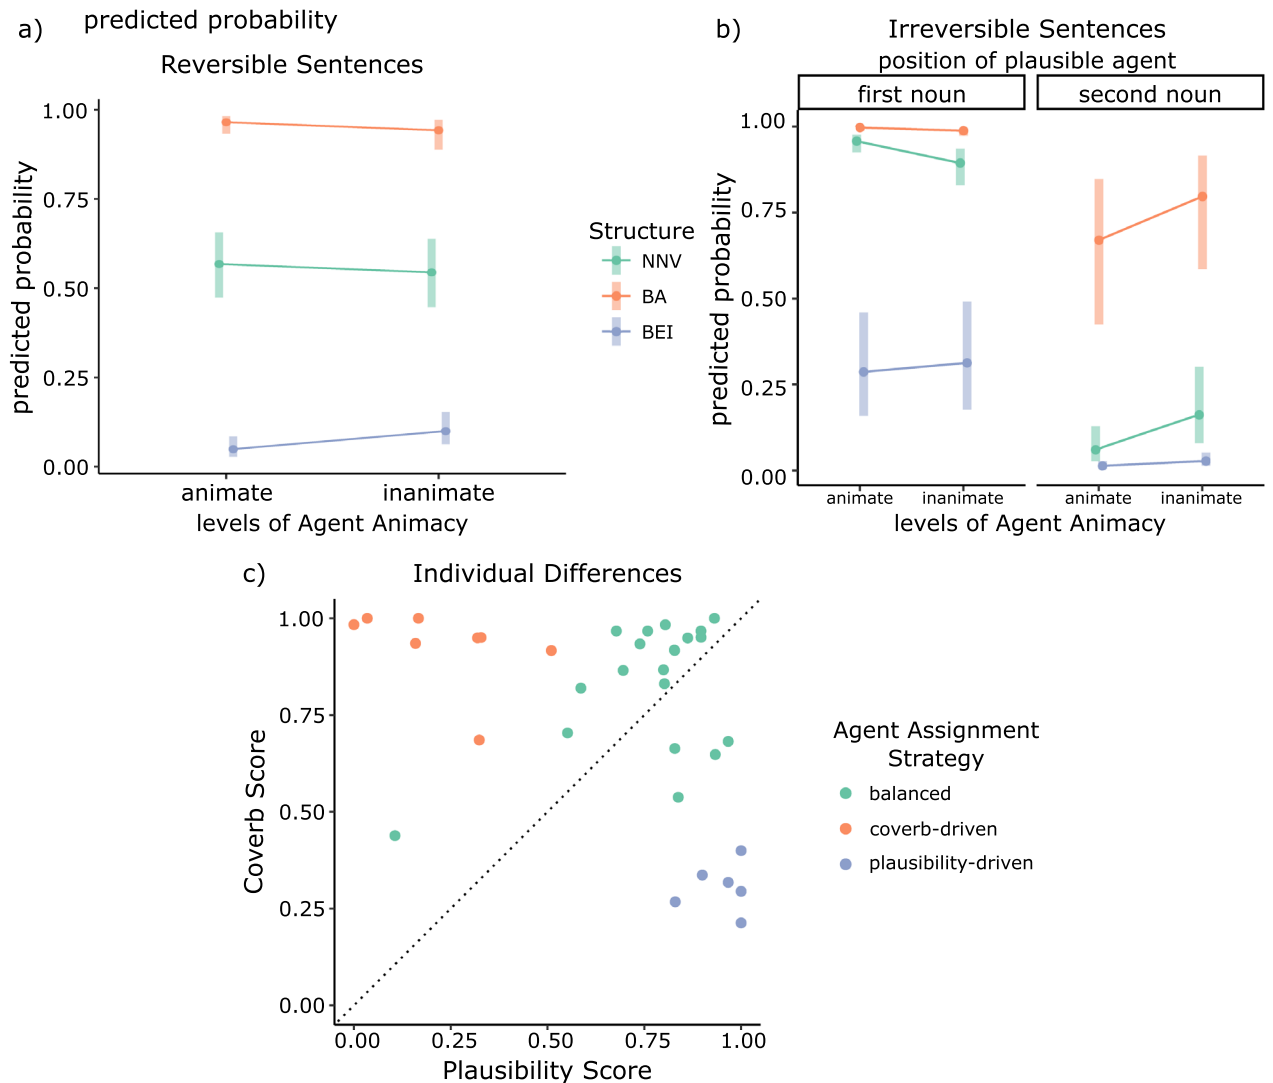 a)
predicted probability
Reversible Sentences
predicted probability
1.00
0.75
0.50
0.25
0.00
animate
inanimate
levels of Agent Animacy
Structure
NNV
BA
BEI
b)
Irreversible Sentences
position of plausible agent
first noun
second noun
predicted probability
1.00
0.75
0.50
0.25
0.00
animate
inanimate
animate
inanimate
levels of Agent Animacy
c)
Individual Differences
Coverb Score
1.00
0.75
0.50
0.25
0.00
0.00
0.25
0.50
0.75
1.00
Plausibility Score
Agent Assignment
Strategy
balanced
coverb-driven
plausibility-driven